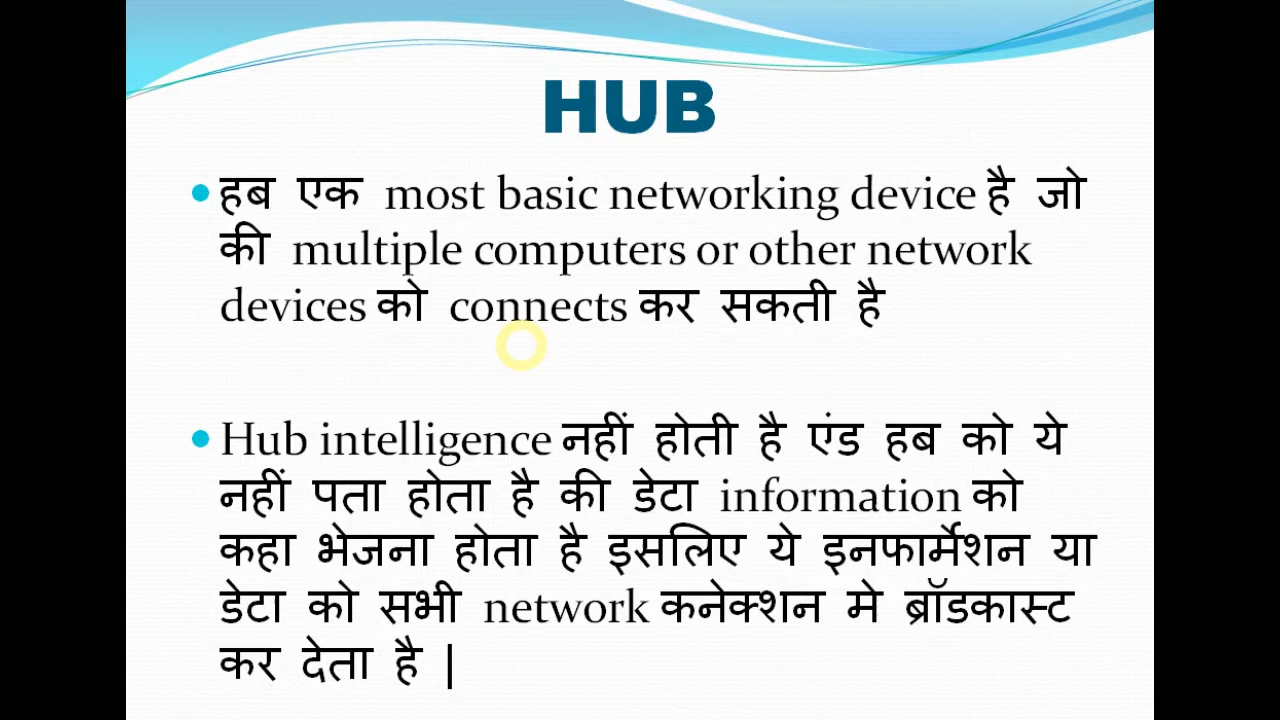 HUB
• हब एक most basic networking device है जो
की multiple computers or other network
devices को connects कर सकती है
• Hub intelligence नहीं होती है एंड हब को ये
नहीं पता होता है की डेटा information को
कहा भेजना होता है इसलिए ये इनफार्मेशन या
डेटा को सभी network कनेक्शन मे ब्रॉडकास्ट
कर देता है |